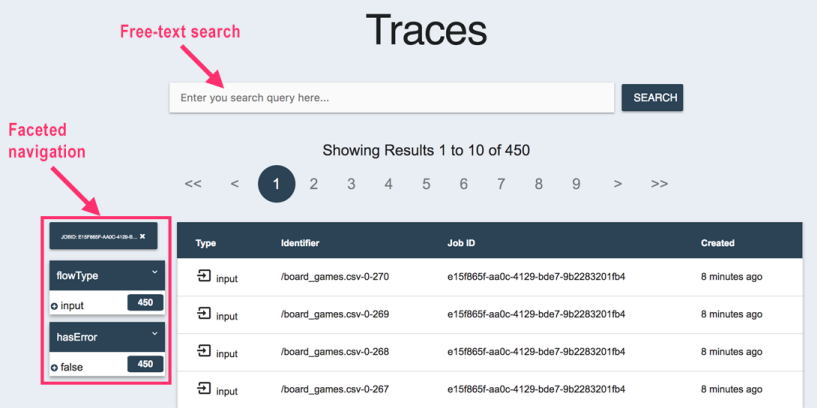 Traces
Free-text search
Enter you search query here...
SEARCH
Faceted
navigation
Showing Results 1 to 10 of 450
<< < 1 2 3 4 5 6 7 8 9 > >>
JOBID: E15F865F-AA0C-4129-B... ✖
flowType
input 450
hasError
false 450
Type Identifier Job ID Created
input /board_games.csv-0-270 e15f865f-aa0c-4129-bde7-9b2283201fb4 8 minutes ago
input /board_games.csv-0-269 e15f865f-aa0c-4129-bde7-9b2283201fb4 8 minutes ago
input /board_games.csv-0-268 e15f865f-aa0c-4129-bde7-9b2283201fb4 8 minutes ago
input /board_games.csv-0-267 e15f865f-aa0c-4129-bde7-9b2283201fb4 8 minutes ago